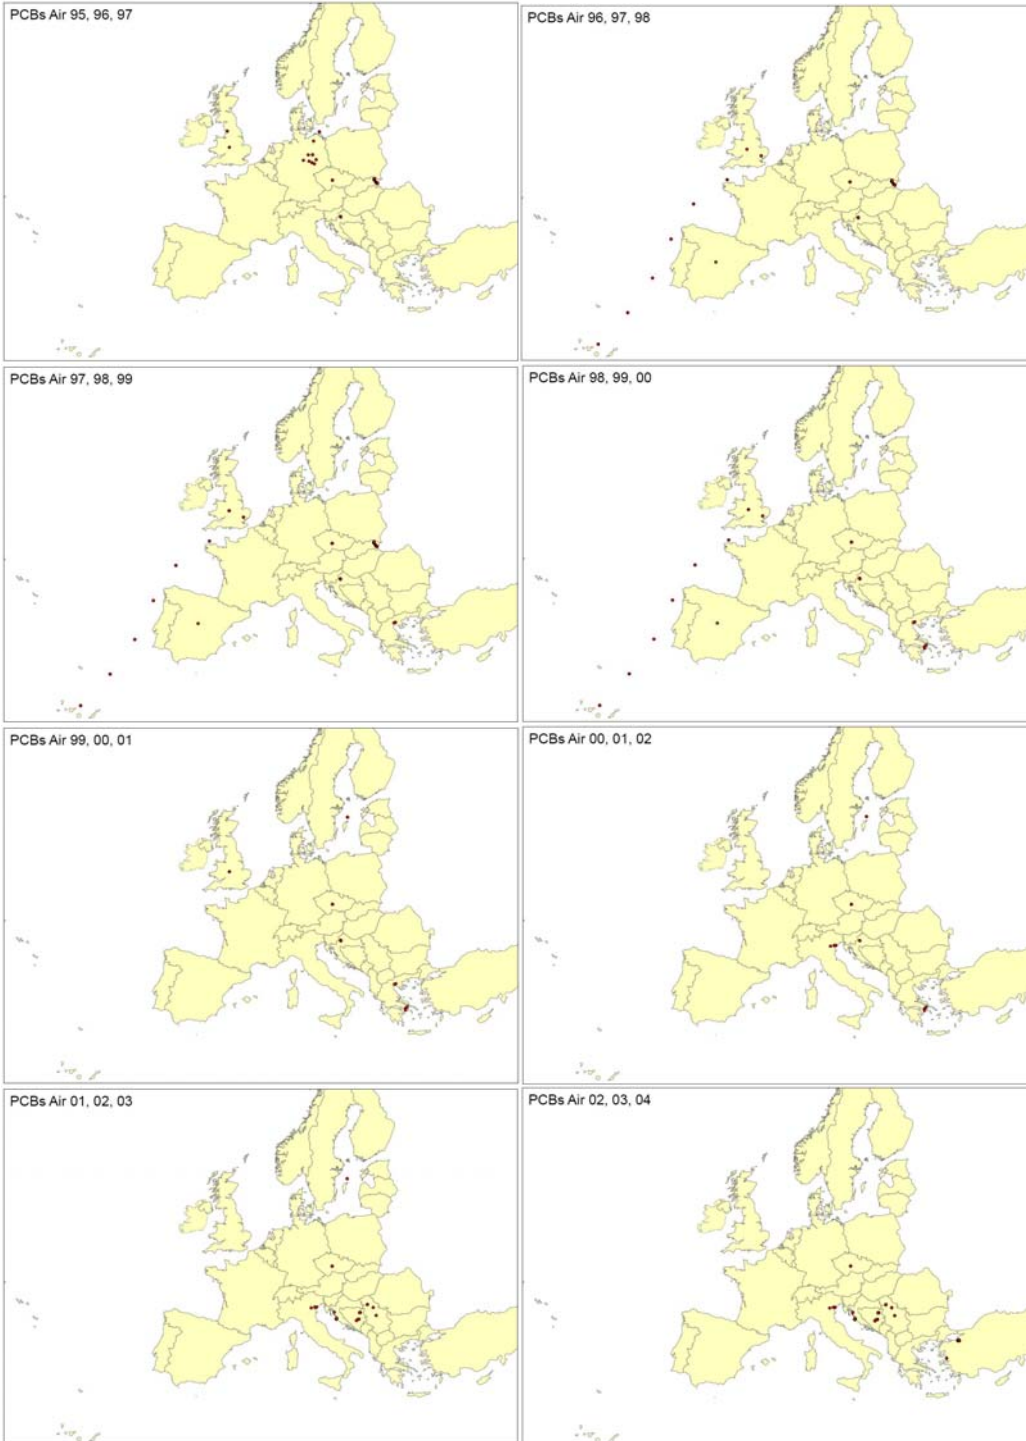 PCBs Air 95, 96, 97
PCBs Air 96, 97, 98
PCBs Air 97, 98, 99
PCBs Air 98, 99, 00
PCBs Air 99, 00, 01
PCBs Air 00, 01, 02
PCBs Air 01, 02, 03
PCBs Air 02, 03, 04